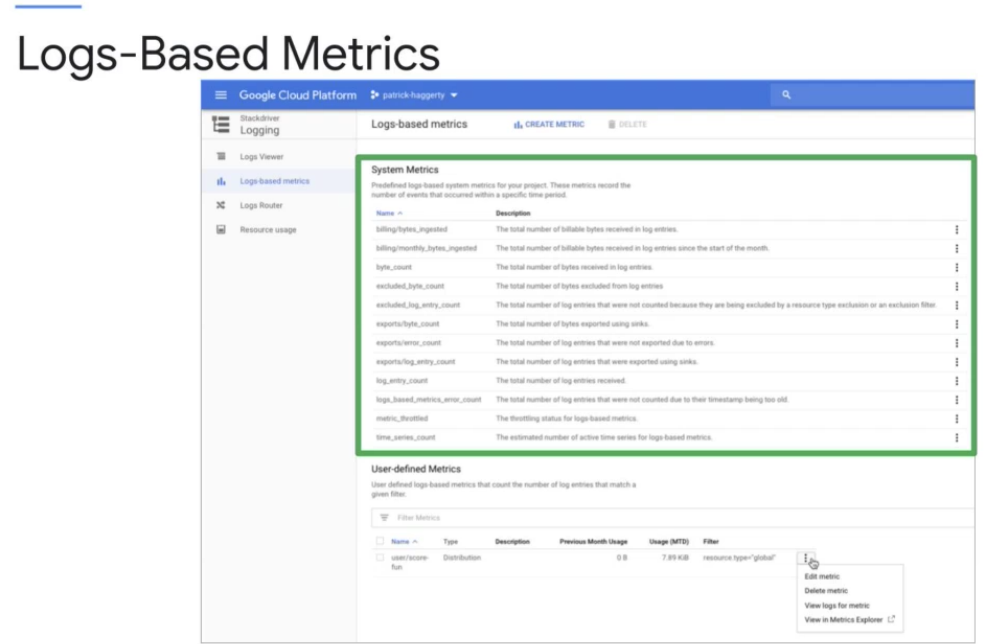 Logs-Based Metrics
Google Cloud Platform patrick-haggerty
Stackdriver
Logging
Logs-based metrics CREATE METRIC DELETE
Logs Viewer
Logs-based metrics
Logs Router
Resource usage
System Metrics
Predefined logs-based system metrics for your project. These metrics record the
number of events that occurred within a specific time period.
Name Description
billing/bytes_ingested The total number of billable bytes received in log entries.
billing/monthly_bytes_ingested The total number of billable bytes received in log entries since the start of the month.
byte_count The total number of bytes received in log entries.
excluded_byte_count The total number of bytes excluded from log entries
excluded_log_entry_count The total number of log entries that were not counted because they are being excluded by a resource type exclusion or an exclusion filter.
exports/byte_count The total number of bytes exported using sinks.
exports/error_count The total number of log entries that were not exported due to errors.
exports/log_entry_count The total number of log entries that were exported using sinks.
log_entry_count The total number of log entries received.
logs_based_metrics_error_count The total number of log entries that were not counted due to their timestamp being too old.
metric_throttled The throttling status for logs-based metrics.
time_series_count The estimated number of active time series for logs-based metrics.
User-defined Metrics
User defined logs-based metrics that count the number of log entries that match a
given filter.
Filter Metrics
Name Type Description Previous Month Usage Usage (MTD) Filter
user/score- Distribution 0 B 7.89 KiB resource.type="global"
fun
Edit metric
Delete metric
View logs for metric
View in Metrics Explorer